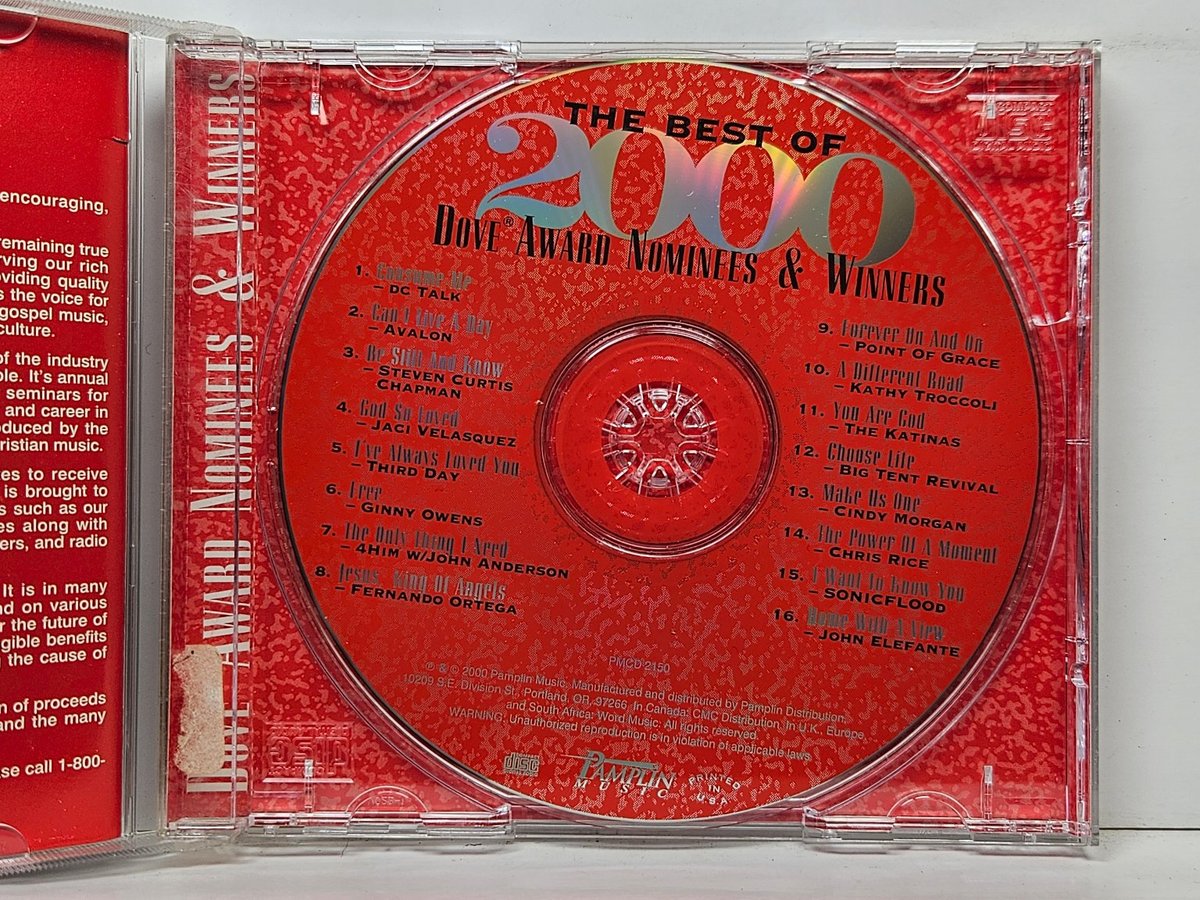 encouraging,
remaining true
rving our rich
oviding quality
s the voice for
gospel music,
culture.
of the industry
ole. It's annual
seminars for
and career in
oduced by the
ristian music.
es to receive
is brought to
s such as our
es along with
ers, and radio
It is in many
nd on various
r the future of
gible benefits
g the cause of
n of proceeds
and the many
se call 1-800-
DOVE AWARD NOMINEES & WINNERS
COMPACT
disc
THE BEST OF
2000
DOVE® AWARD NOMINEES & WINNERS
1. Consume Me
– DC TALK
2. Can't Live A Day
– AVALON
3. Be Still And Know
– STEVEN CURTIS
CHAPMAN
4. God So Loved
– JACI VELASQUEZ
5. I've Always Loved You
– THIRD DAY
6. Free
– GINNY OWENS
7. The Only Thing I Need
– 4HIM W/JOHN ANDERSON
8. Jesus, King Of Angels
– FERNANDO ORTEGA
9. Forever On And On
– POINT OF GRACE
10. A Different Road
– KATHY TROCCOLI
11. You Are God
– THE KATINAS
12. Choose Life
– BIG TENT REVIVAL
13. Make Us One
– CINDY MORGAN
14. The Power Of A Moment
– CHRIS RICE
15. I Want To Know You
– SONICFLOOD
16. Home With A View
– JOHN ELEFANTE
PMCD 2150
℗ & © 2000 Pamplin Music. Manufactured and distributed by Pamplin Distribution,
10209 S.E. Division St., Portland, OR. 97266 In Canada: CMC Distribution. In U.K., Europe,
and South Africa: Word Music. All rights reserved.
WARNING: Unauthorized reproduction is in violation of applicable laws.
disc
PAMPLIN
MUSIC
PRINTED
IN
U.S.A.
disc